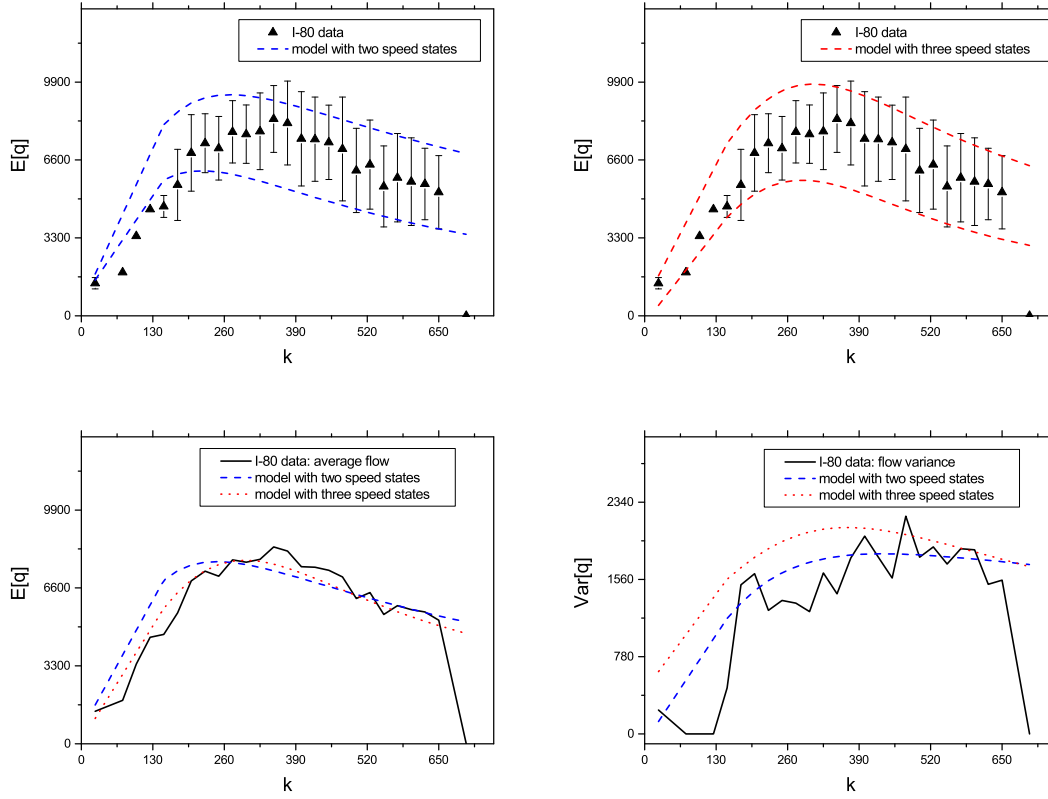 I-80 data
model with two speed states
9900
6600
3300
0
E[q]
0 130 260 390 520 650
k
I-80 data
model with three speed states
9900
6600
3300
0
E[q]
0 130 260 390 520 650
k
I-80 data: average flow
model with two speed states
model with three speed states
9900
6600
3300
0
E[q]
0 130 260 390 520 650
k
I-80 data: flow variance
model with two speed states
model with three speed states
2340
1560
780
0
Var[q]
0 130 260 390 520 650
k